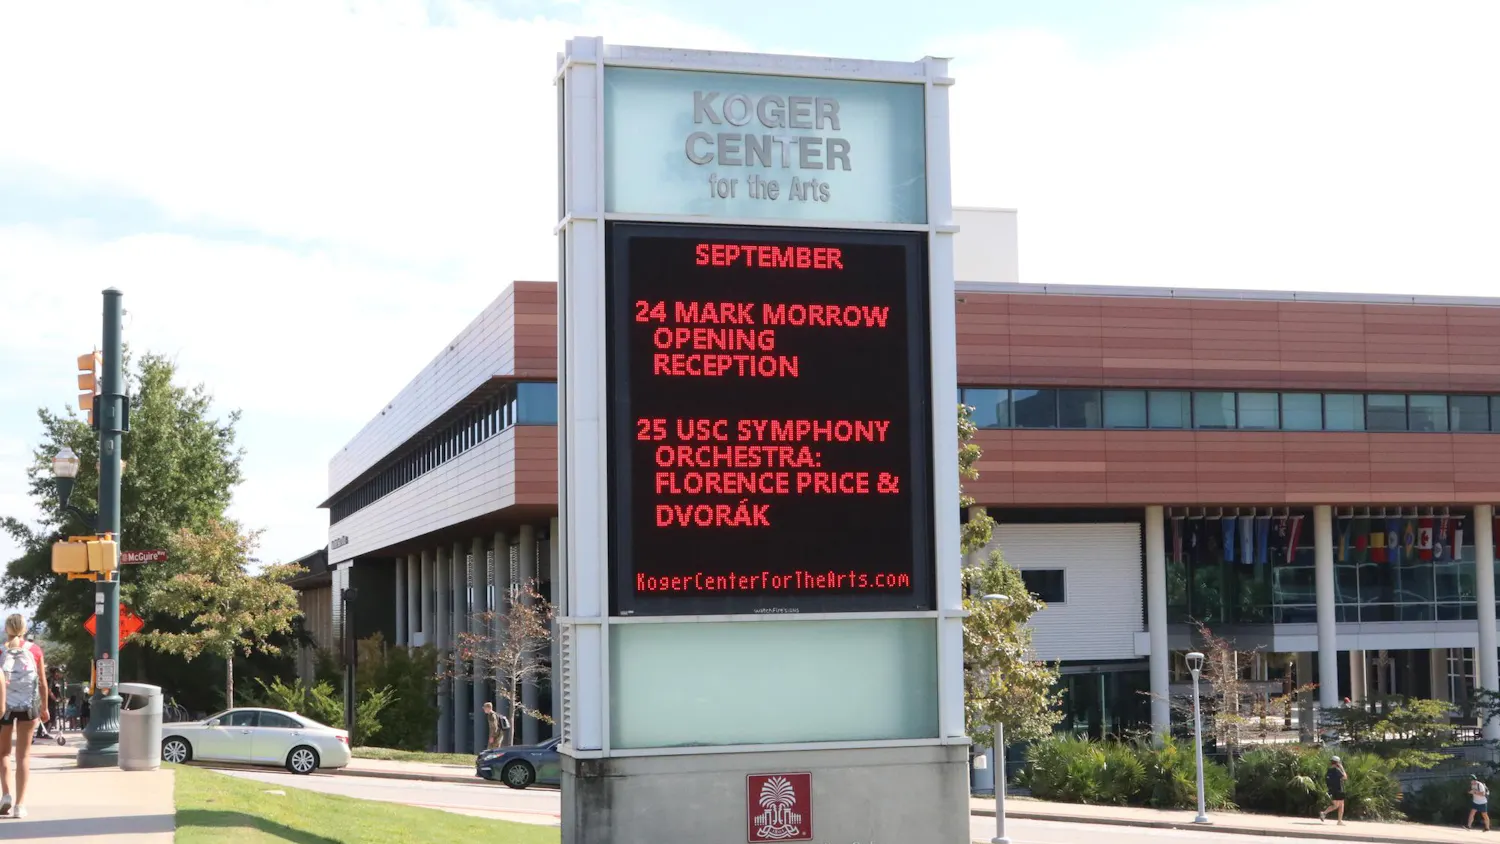 KOGER
CENTER
for the Arts
SEPTEMBER
24 MARK MORROW
OPENING
RECEPTION
25 USC SYMPHONY
ORCHESTRA:
FLORENCE PRICE &
DVORÁK
KogerCenterForTheArts.com
McGuire